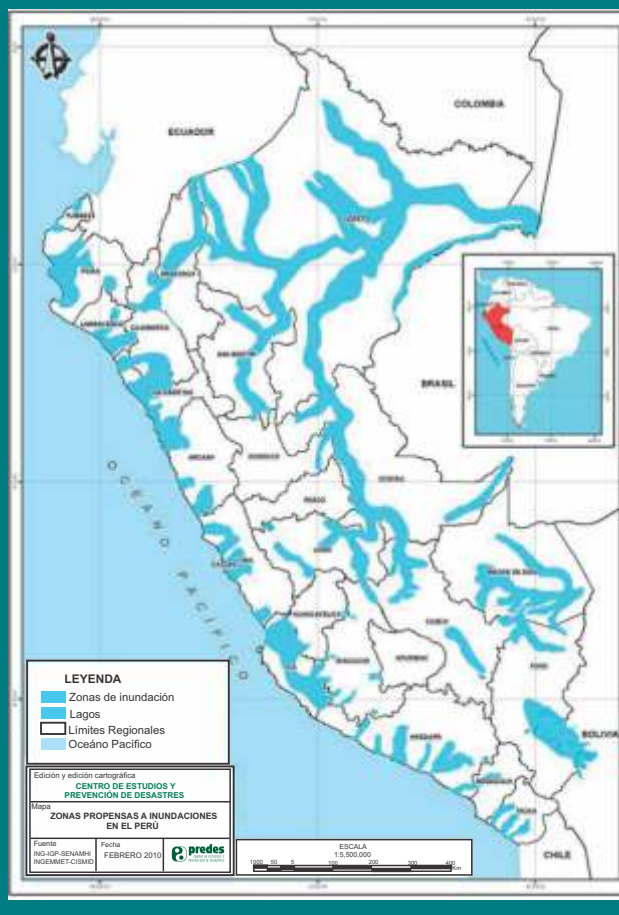 COLOMBIA
ECUADOR
TUMBES
PIURA
LORETO
AMAZONAS
LAMBAYEQUE
CAJAMARCA
SAN MARTIN
BRASIL
LA LIBERTAD
ANCASH
HUANUCO
UCAYALI
PASCO
JUNIN
MADRE DE DIOS
HUANCAVELICA
CUSCO
AYACUCHO
APURIMAC
ICA
PUNO
AREQUIPA
MOQUEGUA
TACNA
BOLIVIA
CHILE
OCEANO PACIFICO
LEYENDA
Zonas de inundación
Lagos
Límites Regionales
Oceáno Pacífico
Edición y edición cartográfica
CENTRO DE ESTUDIOS Y
PREVENCIÓN DE DESASTRES
Mapa
ZONAS PROPENSAS A INUNDACIONES
EN EL PERÚ
Fuente
ING-IGP-SENAMHI
INGEMMET-CISMID
Fecha
FEBRERO 2010
predes
ESCALA
1:5,500,000
1000 50 5 100 200 300 400
Km